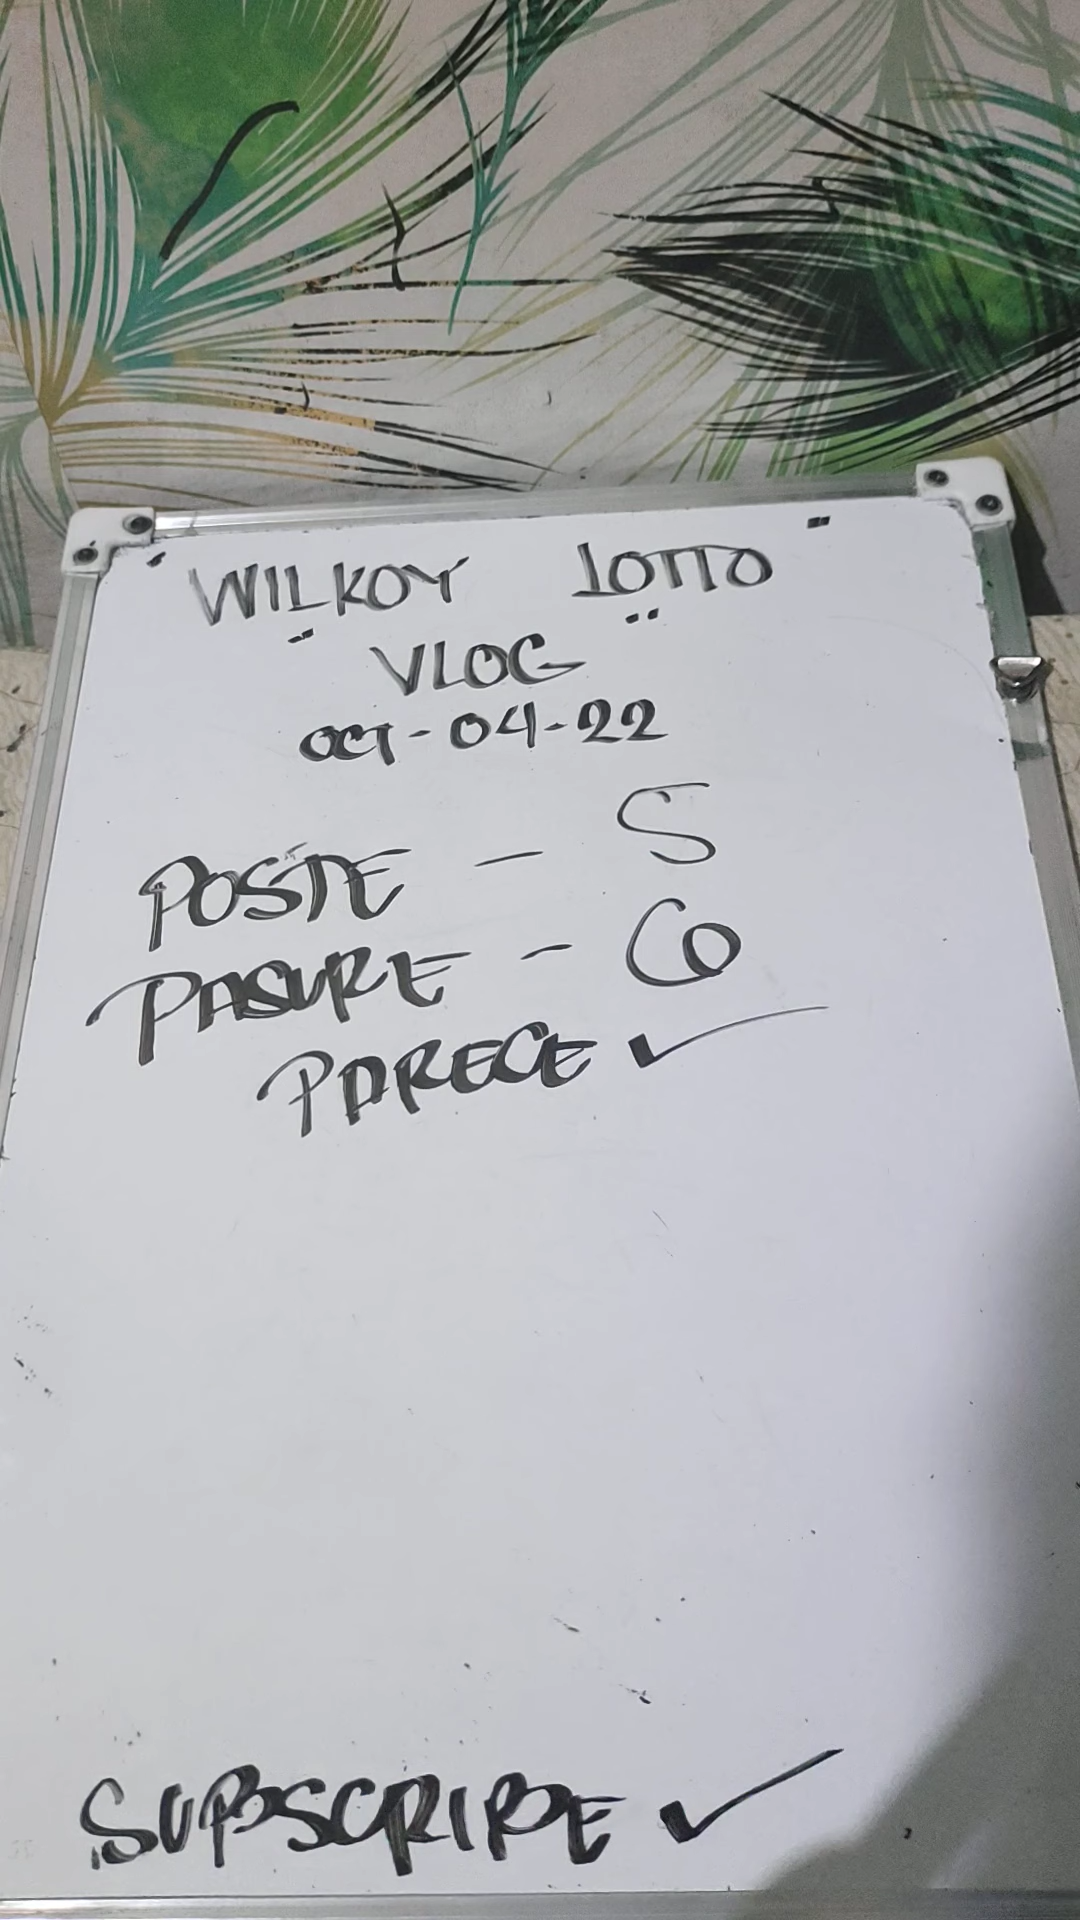 "WILKOY LOTTO"
"VLOG"
OCT-04-22
POSTE - 5
PASURE - 6
PARECE ✓
SUBSCRIBE ✓